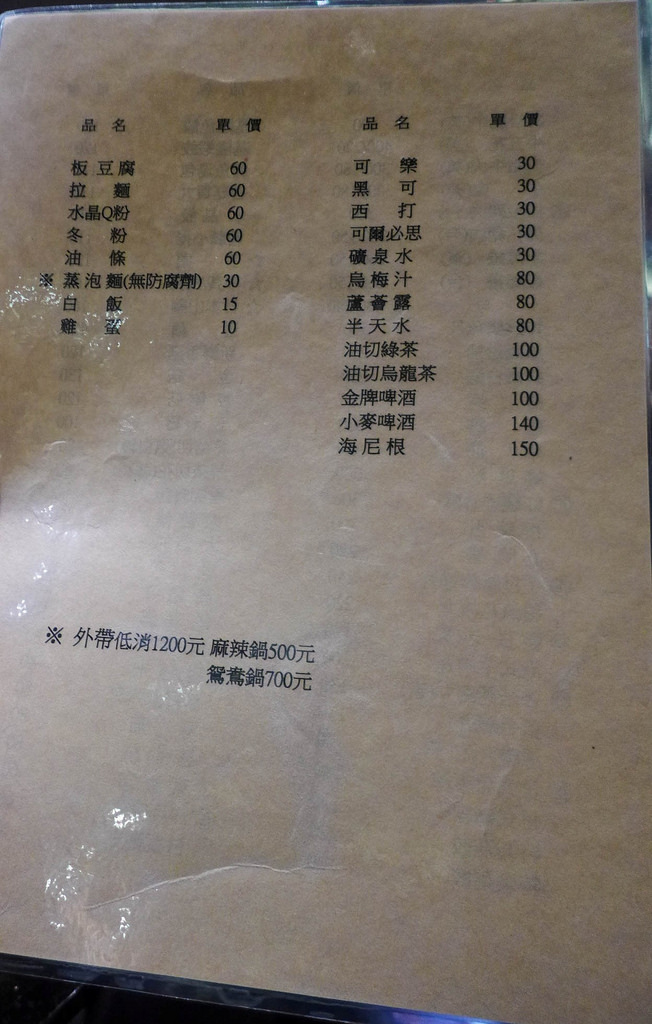 品名 單價
板豆腐 60
拉麵 60
水晶Q粉 60
冬粉 60
油條 60
※ 蒸泡麵(無防腐劑) 30
白飯 15
雞蛋 10
品名 單價
可樂 30
黑可 30
西打 30
可爾必思 30
礦泉水 30
烏梅汁 80
蘆薈露 80
半天水 80
油切綠茶 100
油切烏龍茶 100
金牌啤酒 100
小麥啤酒 140
海尼根 150
※ 外帶低消1200元 麻辣鍋500元
鴛鴦鍋700元